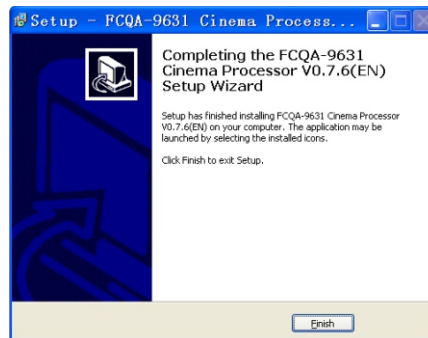 Setup - FCQA-9631 Cinema Process...
Completing the FCQA-9631
Cinema Processor V0.7.6(EN)
Setup Wizard
Setup has finished installing FCQA-9631 Cinema Processor
V0.7.6(EN) on your computer. The application may be
launched by selecting the installed icons.
Click Finish to exit Setup.
Finish